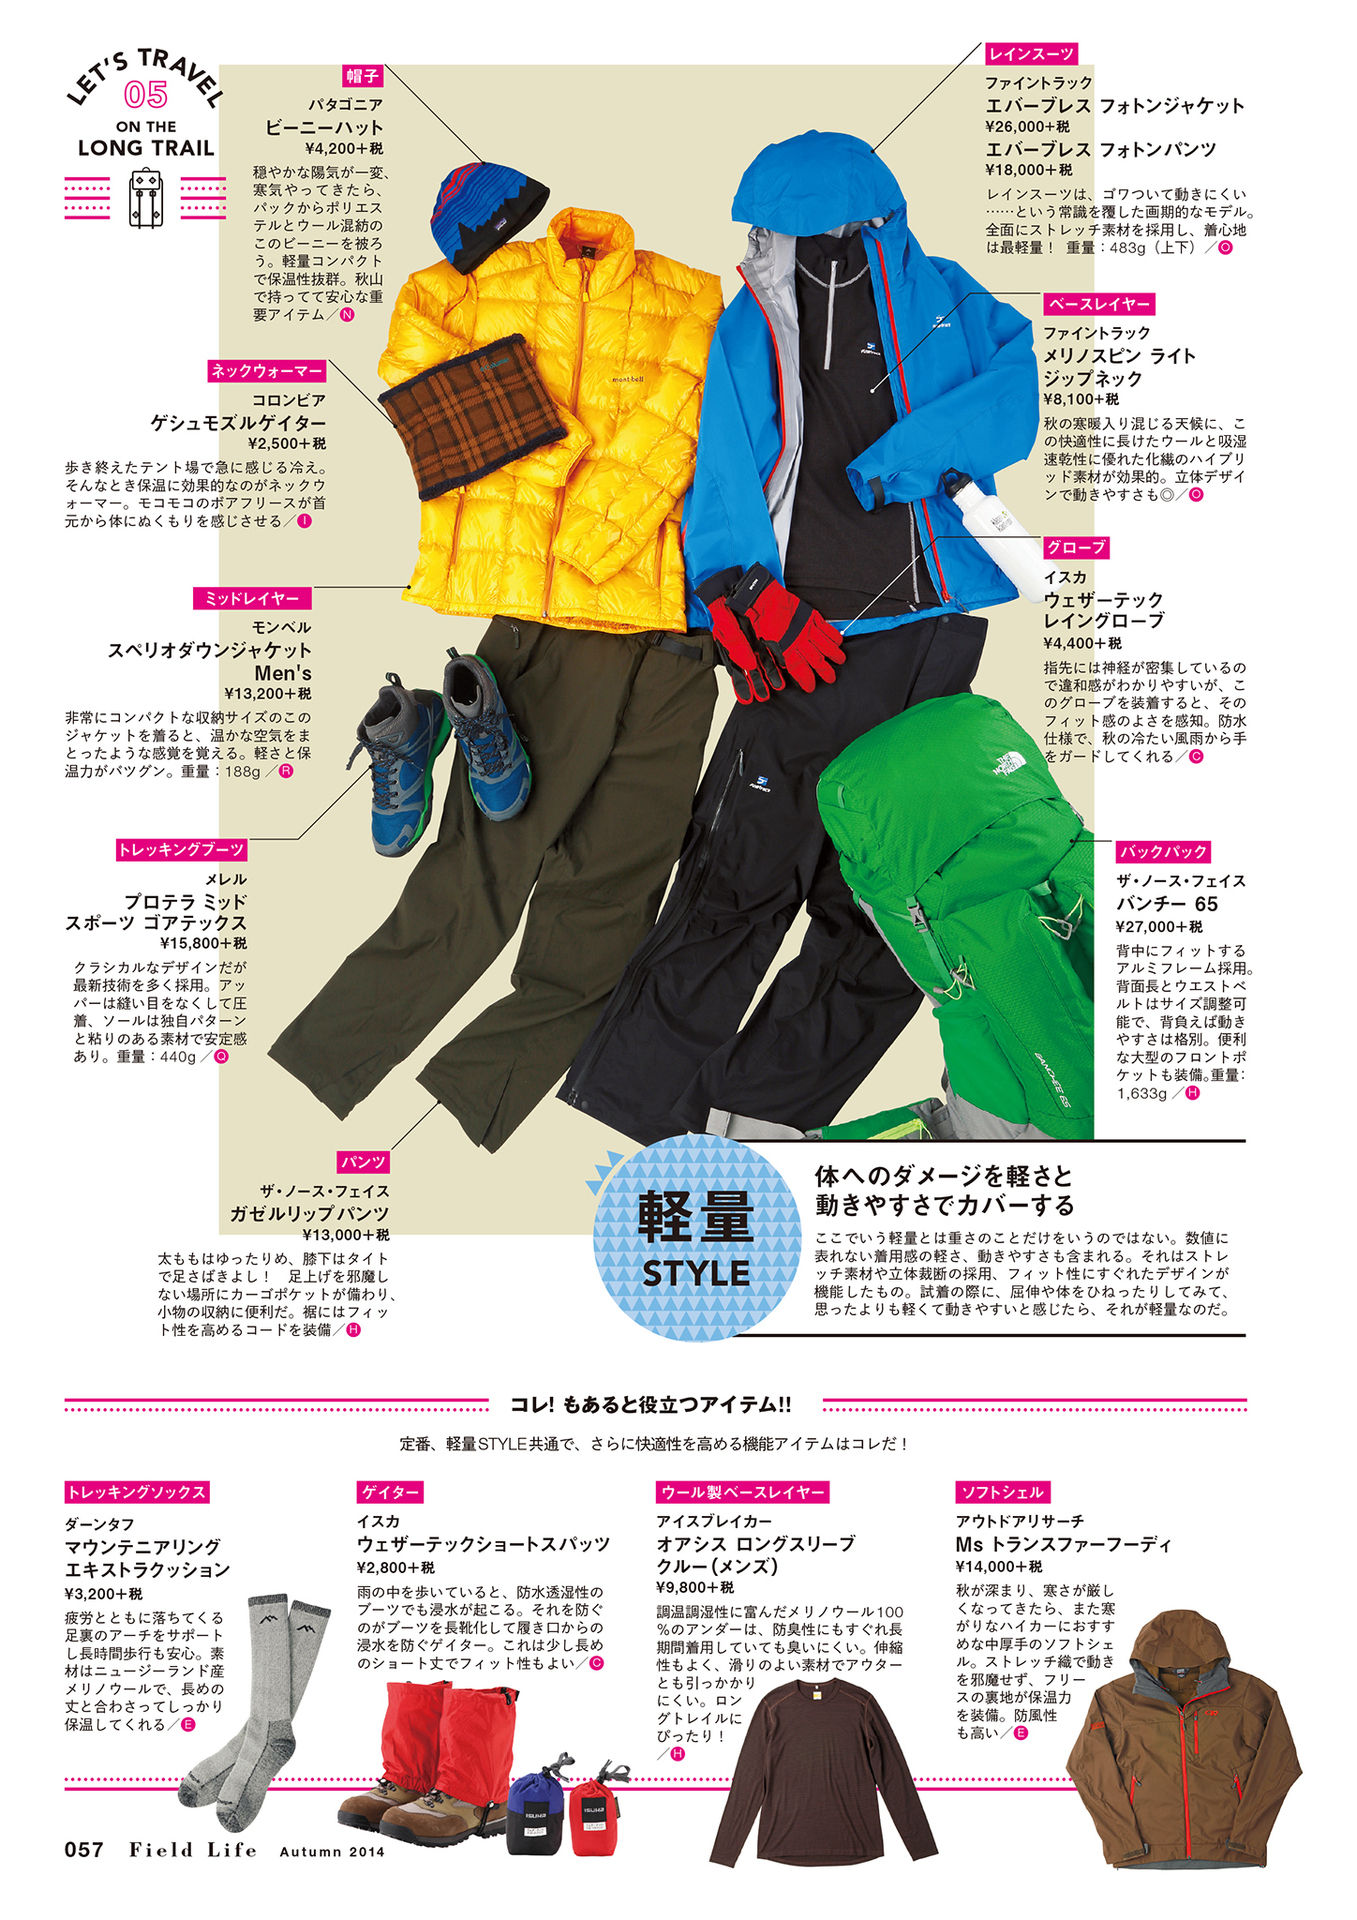 LET'S TRAVEL
05
ON THE
LONG TRAIL
帽子
パタゴニア
ビーニーハット
¥4,200+税
穏やかな陽気が一変、
寒気やってきたら、
パックからポリエス
テルとウール混紡の
このビーニーを被ろ
う。軽量コンパクト
で保温性抜群。秋山
で持ってて安心な重
要アイテム／N
ネックウォーマー
コロンビア
ゲシュモズルゲイター
¥2,500+税
歩き終えたテント場で急に感じる冷え。
そんなとき保温に効果的なのがネックウ
ォーマー。モコモコのボアフリースが首
元から体にぬくもりを感じさせる／I
ミッドレイヤー
モンベル
スペリオダウンジャケット
Men's
¥13,200+税
非常にコンパクトな収納サイズのこの
ジャケットを着ると、温かな空気をま
とったような感覚を覚える。軽さと保
温力がバツグン。重量：188g ／R
トレッキングブーツ
メレル
プロテラ ミッド
スポーツ ゴアテックス
¥15,800+税
クラシカルなデザインだが
最新技術を多く採用。アッ
パーは縫い目をなくして圧
着、ソールは独自パターン
と粘りのある素材で安定感
あり。重量：440g ／Q
パンツ
ザ・ノース・フェイス
ガゼルリップパンツ
¥13,000+税
太ももはゆったりめ、膝下はタイト
で足さばきよし！　足上げを邪魔し
ない場所にカーゴポケットが備わり、
小物の収納に便利だ。裾にはフィッ
ト性を高めるコードを装備／H
レインスーツ
ファイントラック
エバーブレス フォトンジャケット
¥26,000+税
エバーブレス フォトンパンツ
¥18,000+税
レインスーツは、ゴワついて動きにくい
……という常識を覆した画期的なモデル。
全面にストレッチ素材を採用し、着心地
は最軽量！ 重量：483g（上下）／O
ベースレイヤー
ファイントラック
メリノスピン ライト
ジップネック
¥8,100+税
秋の寒暖入り混じる天候に、こ
の快適性に長けたウールと吸湿
速乾性に優れた化繊のハイブリ
ッド素材が効果的。立体デザイ
ンで動きやすさも◎／O
グローブ
イスカ
ウェザーテック
レイングローブ
¥4,400+税
指先には神経が密集しているの
で違和感がわかりやすいが、こ
のグローブを装着すると、その
フィット感のよさを感知。防水
仕様で、秋の冷たい風雨から手
をガードしてくれる／C
バックパック
ザ・ノース・フェイス
バンチー 65
¥27,000+税
背中にフィットする
アルミフレーム採用。
背面長とウエストベ
ルトはサイズ調整可
能で、背負えば動き
やすさは格別。便利
な大型のフロントポ
ケットも装備。重量：
1,633g ／H
mont-bell
THE NORTH FACE
BANCHEE 65
軽量
STYLE
体へのダメージを軽さと
動きやすさでカバーする
ここでいう軽量とは重さのことだけをいうのではない。数値に
表れない着用感の軽さ、動きやすさも含まれる。それはストレ
ッチ素材や立体裁断の採用、フィット性にすぐれたデザインが
機能したもの。試着の際に、屈伸や体をひねったりしてみて、
思ったよりも軽くて動きやすいと感じたら、それが軽量なのだ。
コレ! もあると役立つアイテム!!
定番、軽量STYLE共通で、さらに快適性を高める機能アイテムはコレだ！
トレッキングソックス
ダーンタフ
マウンテニアリング
エキストラクッション
¥3,200+税
疲労とともに落ちてくる
足裏のアーチをサポート
し長時間歩行も安心。素
材はニュージーランド産
メリノウールで、長めの
丈と合わさってしっかり
保温してくれる／E
ゲイター
イスカ
ウェザーテックショートスパッツ
¥2,800+税
雨の中を歩いていると、防水透湿性の
ブーツでも浸水が起こる。それを防ぐ
のがブーツを長靴化して履き口からの
浸水を防ぐゲイター。これは少し長め
のショート丈でフィット性もよい／C
ISUKA
ISUKA
ウール製ベースレイヤー
アイスブレイカー
オアシス ロングスリーブ
クルー（メンズ）
¥9,800+税
調温調湿性に富んだメリノウール100
％のアンダーは、防臭性にもすぐれ長
期間着用していても臭いにくい。伸縮
性もよく、滑りのよい素材でアウター
とも引っかかり
にくい。ロン
グトレイルに
ぴったり！
／H
ソフトシェル
アウトドアリサーチ
Ms トランスファーフーディ
¥14,000+税
秋が深まり、寒さが厳し
くなってきたら、また寒
がりなハイカーにおすす
めな中厚手のソフトシェ
ル。ストレッチ織で動き
を邪魔せず、フリー
スの裏地が保温力
を装備。防風性
も高い／E
057 Field Life Autumn 2014